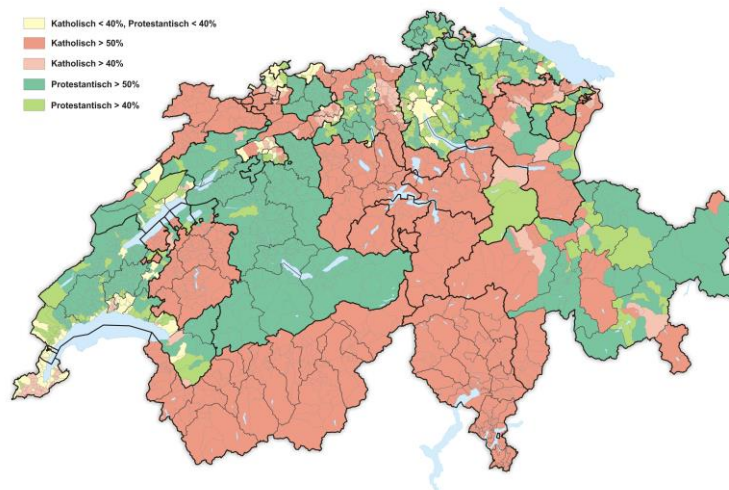 Katholisch < 40%, Protestantisch < 40%
Katholisch > 50%
Katholisch > 40%
Protestantisch > 50%
Protestantisch > 40%